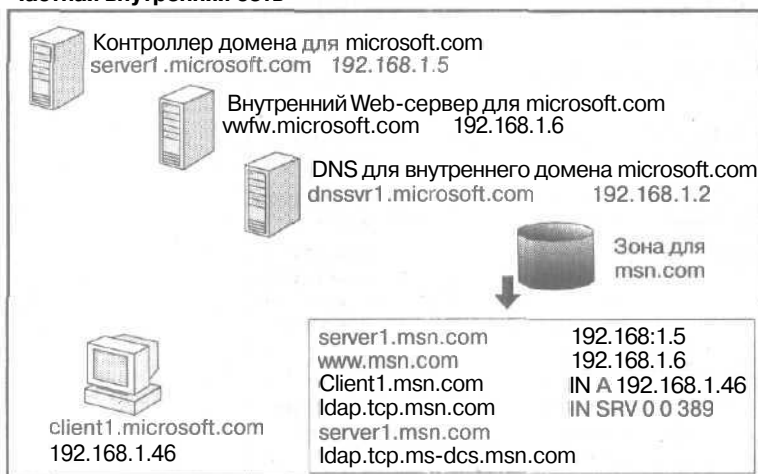 Контроллер домена для microsoft.com
server1.microsoft.com 192.168.1.5
Внутренний Web-сервер для microsoft.com
vwfw.microsoft.com 192.168.1.6
DNS для внутреннего домена microsoft.com
dnssvr1.microsoft.com 192.168.1.2
Зона для
msn.com
server1.msn.com 192.168:1.5
www.msn.com 192.168.1.6
Client1.msn.com IN A 192.168.1.46
ldap.tcp.msn.com IN SRV 0 0 389
server1.msn.com
ldap.tcp.ms-dcs.msn.com
client1.microsoft.com
192.168.1.46